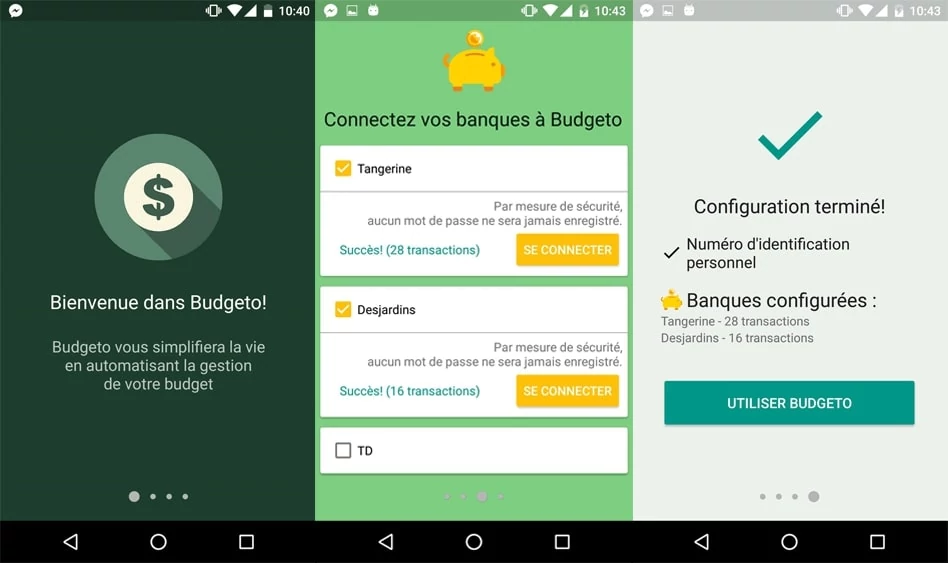 10:40
$
Bienvenue dans Budgeto!
Budgeto vous simplifiera la vie
en automatisant la gestion
de votre budget
10:43
Connectez vos banques à Budgeto
Tangerine
Par mesure de sécurité,
aucun mot de passe ne sera jamais enregistré.
Succès! (28 transactions)
SE CONNECTER
Desjardins
Par mesure de sécurité,
aucun mot de passe ne sera jamais enregistré.
Succès! (16 transactions)
SE CONNECTER
TD
10:43
Configuration terminé!
Numéro d'identification
personnel
Banques configurées :
Tangerine - 28 transactions
Desjardins - 16 transactions
UTILISER BUDGETO